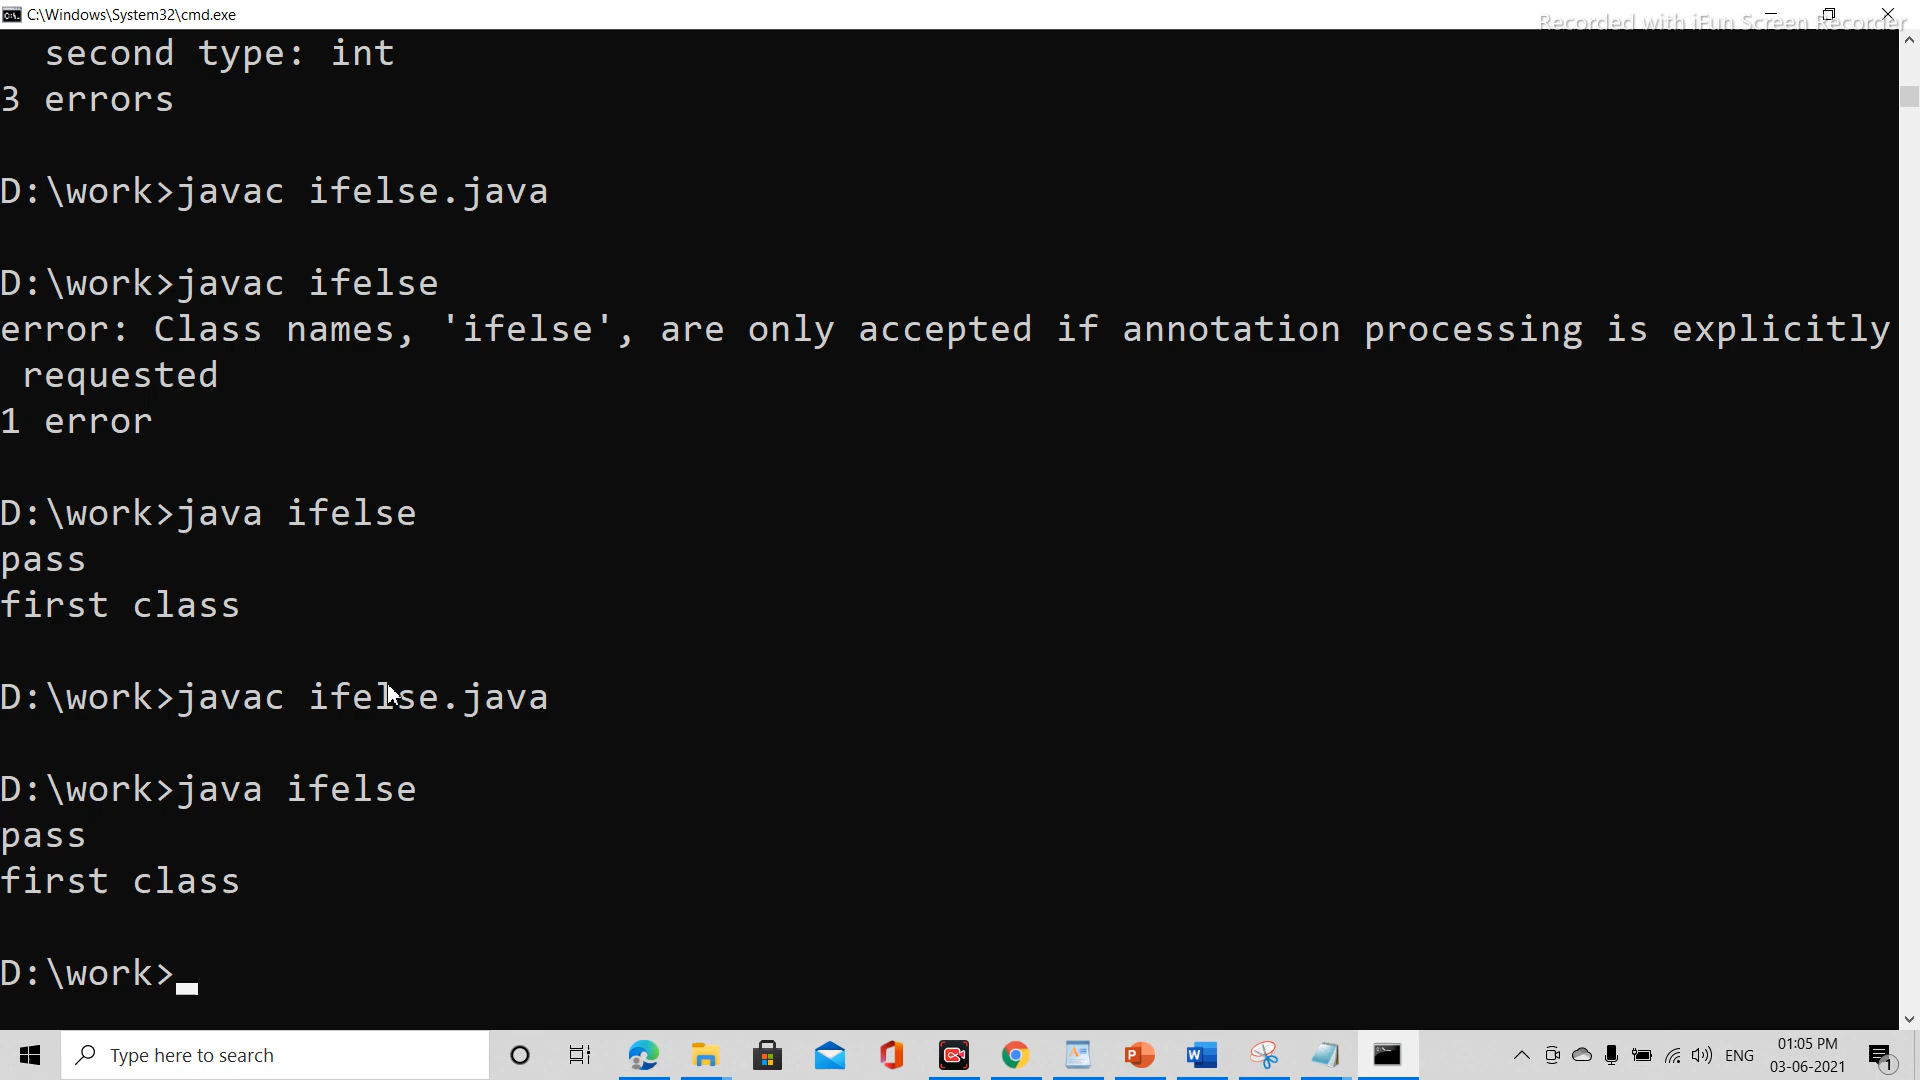 C:\Windows\System32\cmd.exe
Recorded with iFun Screen Recorder
second type: int
3 errors
D:\work>javac ifelse.java
D:\work>javac ifelse
error: Class names, 'ifelse', are only accepted if annotation processing is explicitly
requested
1 error
D:\work>java ifelse
pass
first class
D:\work>javac ifelse.java
D:\work>java ifelse
pass
first class
D:\work>
Type here to search
ENG
01:05 PM
03-06-2021
1